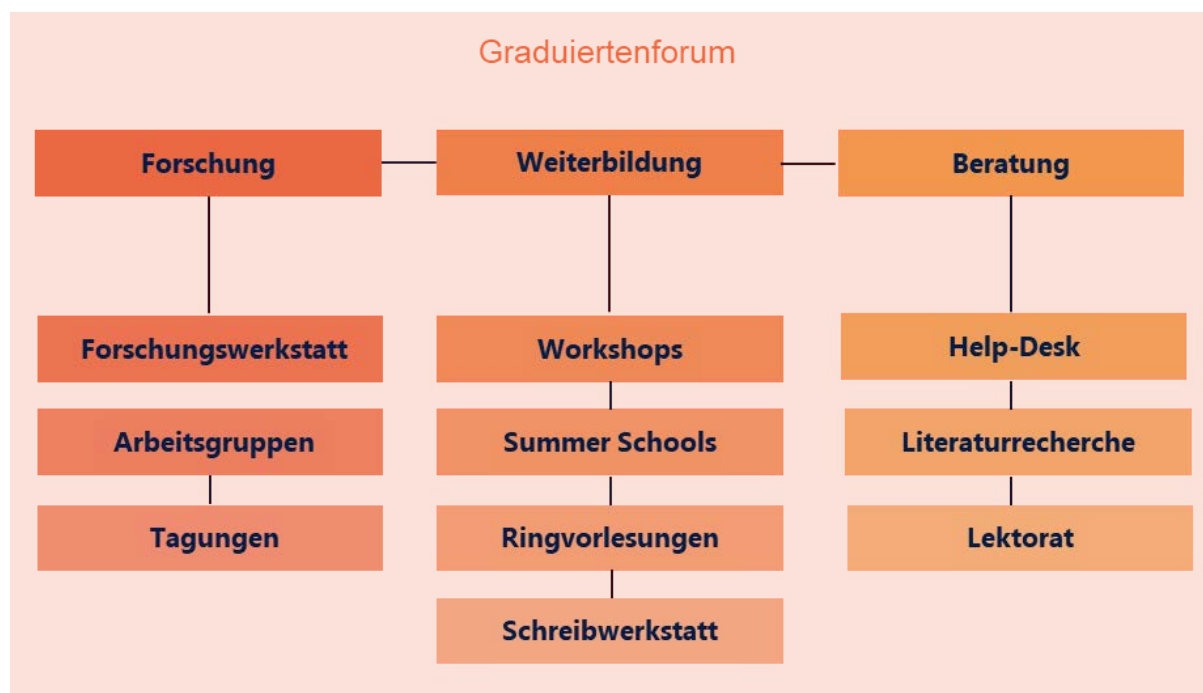 Graduiertenforum
Forschung
Weiterbildung
Beratung
Forschungswerkstatt
Workshops
Help-Desk
Arbeitsgruppen
Summer Schools
Literaturrecherche
Tagungen
Ringvorlesungen
Lektorat
Schreibwerkstatt